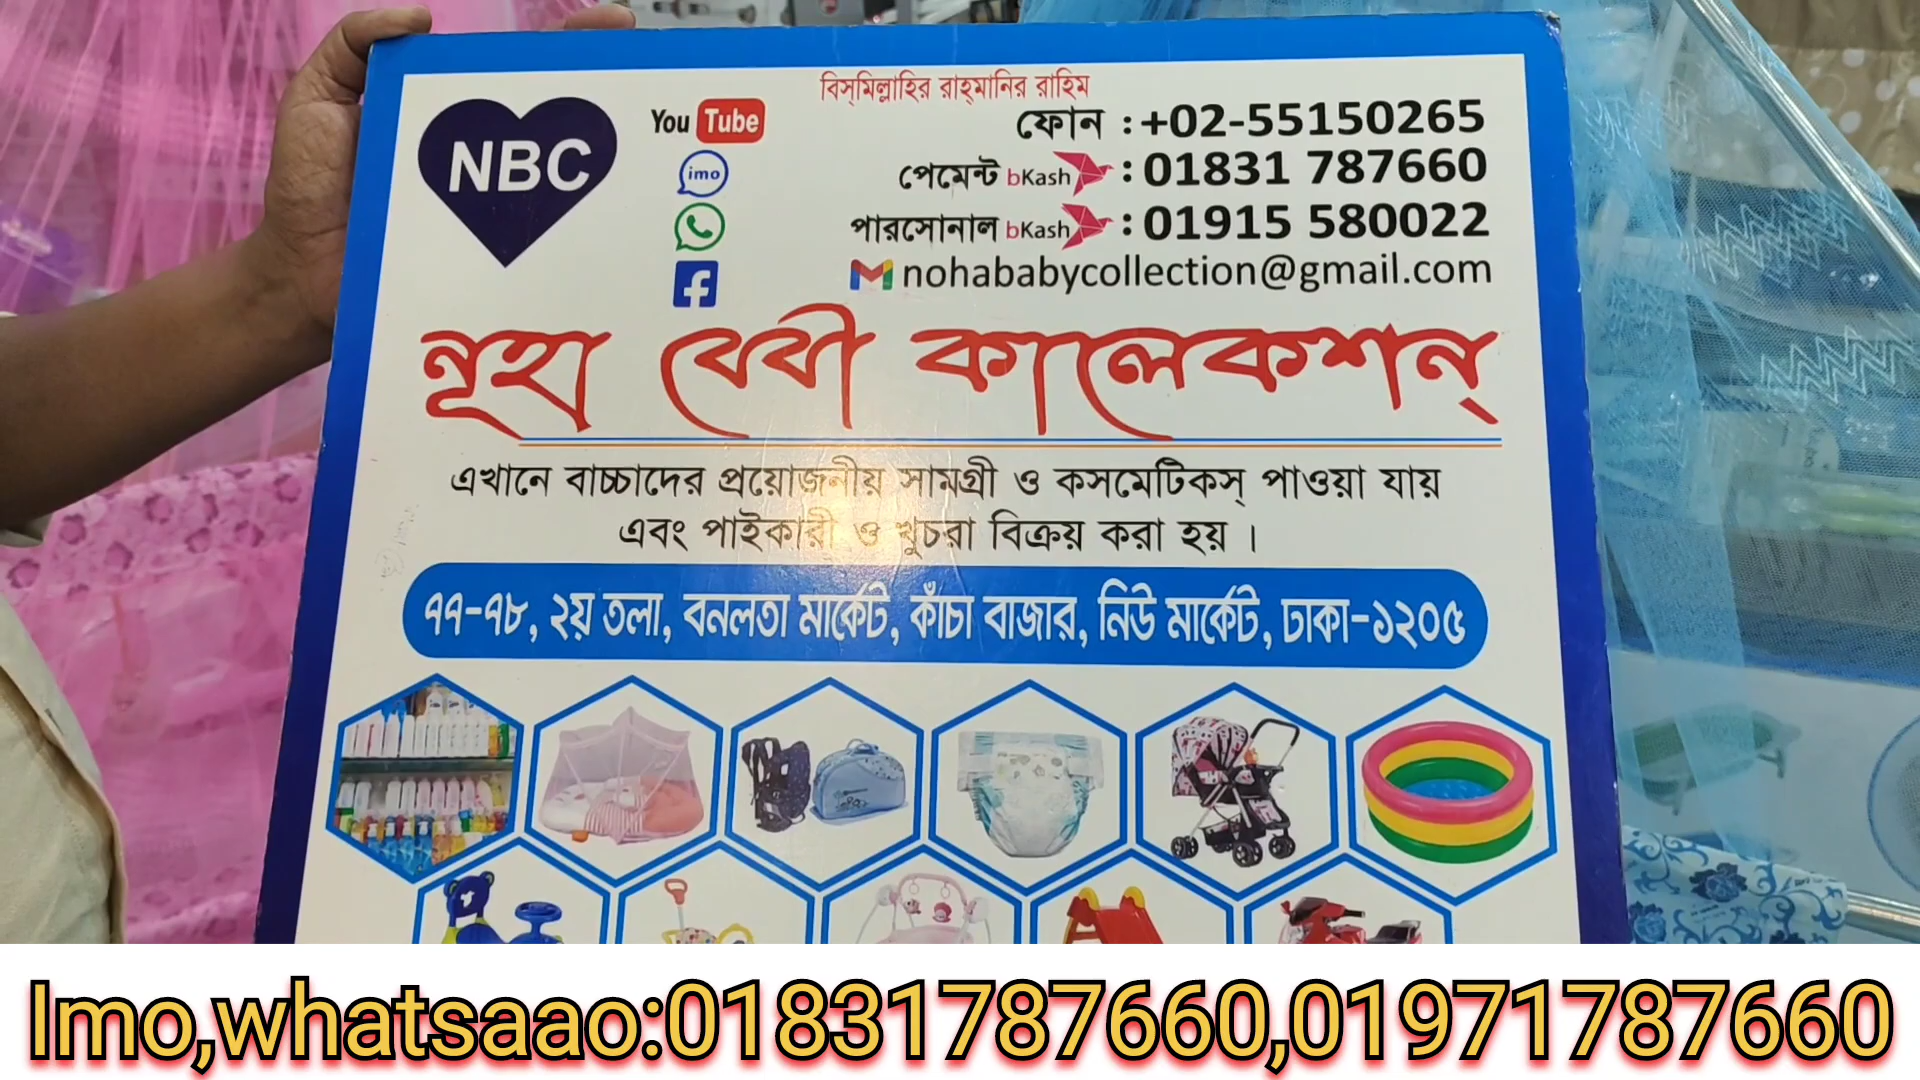 বিস্‌মিল্লাহির রাহ্‌মানির রাহিম
NBC
You Tube
ফোন : +02-55150265
imo
পেমেন্ট bKash : 01831 787660
পারসোনাল bKash : 01915 580022
nohababycollection@gmail.com
নূহা বেবী কালেকশন্
এখানে বাচ্চাদের প্রয়োজনীয় সামগ্রী ও কসমেটিকস্ পাওয়া যায়
এবং পাইকারী ও খুচরা বিক্রয় করা হয় ।
৭৭-৭৮, ২য় তলা, বনলতা মার্কেট, কাঁচা বাজার, নিউ মার্কেট, ঢাকা-১২০৫
Imo,whatsaao:01831787660,01971787660